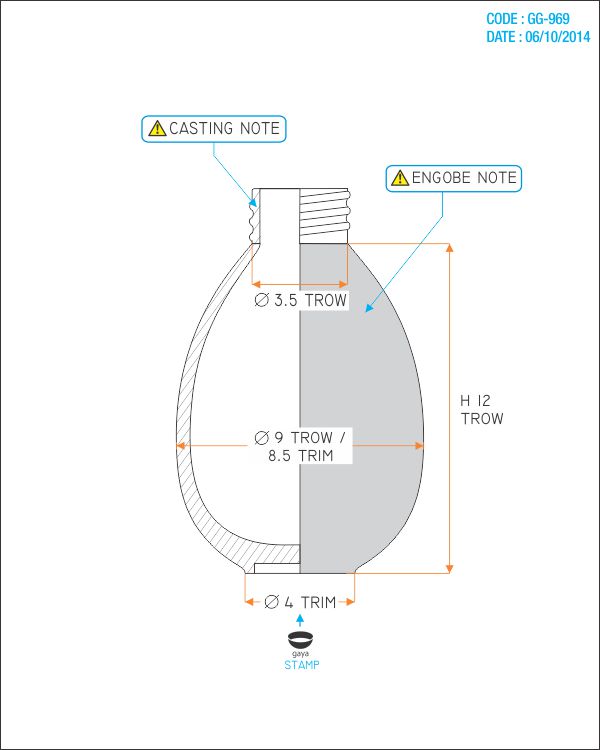 CODE : GG-969
DATE : 06/10/2014
CASTING NOTE
ENGOBE NOTE
∅ 3.5 TROW
H 12
TROW
∅ 9 TROW /
8.5 TRIM
∅ 4 TRIM
gaya
STAMP